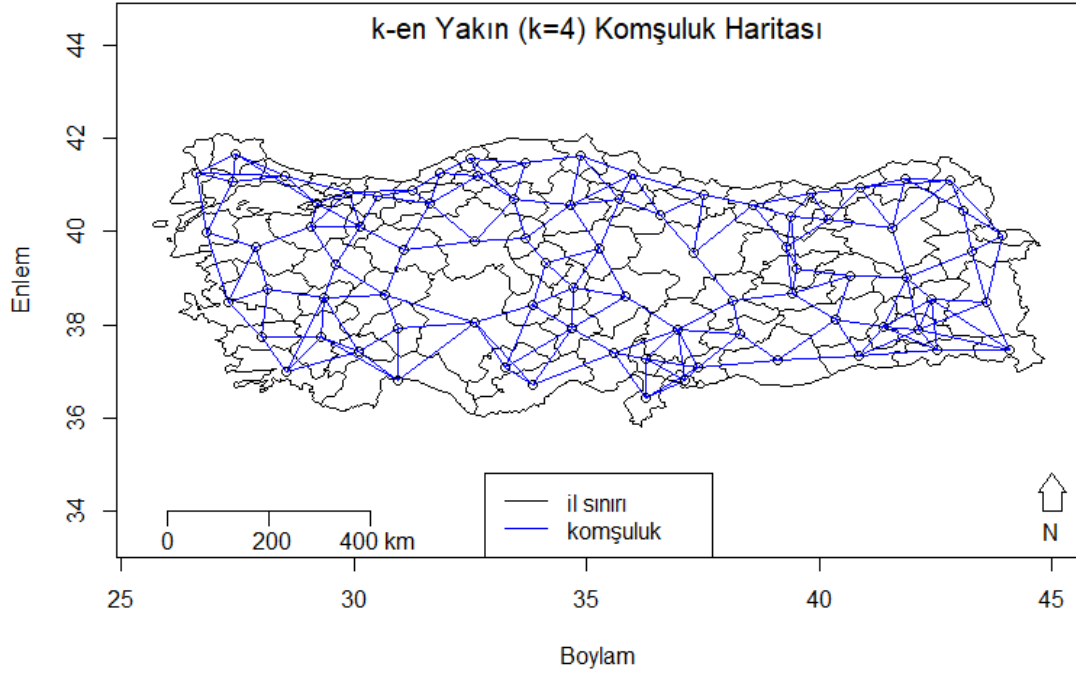 k-en Yakın (k=4) Komşuluk Haritası
Enlem
44
42
40
38
36
34
il sınırı
komşuluk
0 200 400 km
N
25 30 35 40 45
Boylam